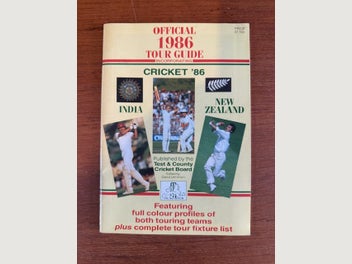 OFFICIAL
1986
TOUR GUIDE
CRICKET '86
INDIA
NEW
ZEALAND
Published by the
Test & County
Cricket Board
Featuring
full colour profiles of
both touring teams
plus complete tour fixture list